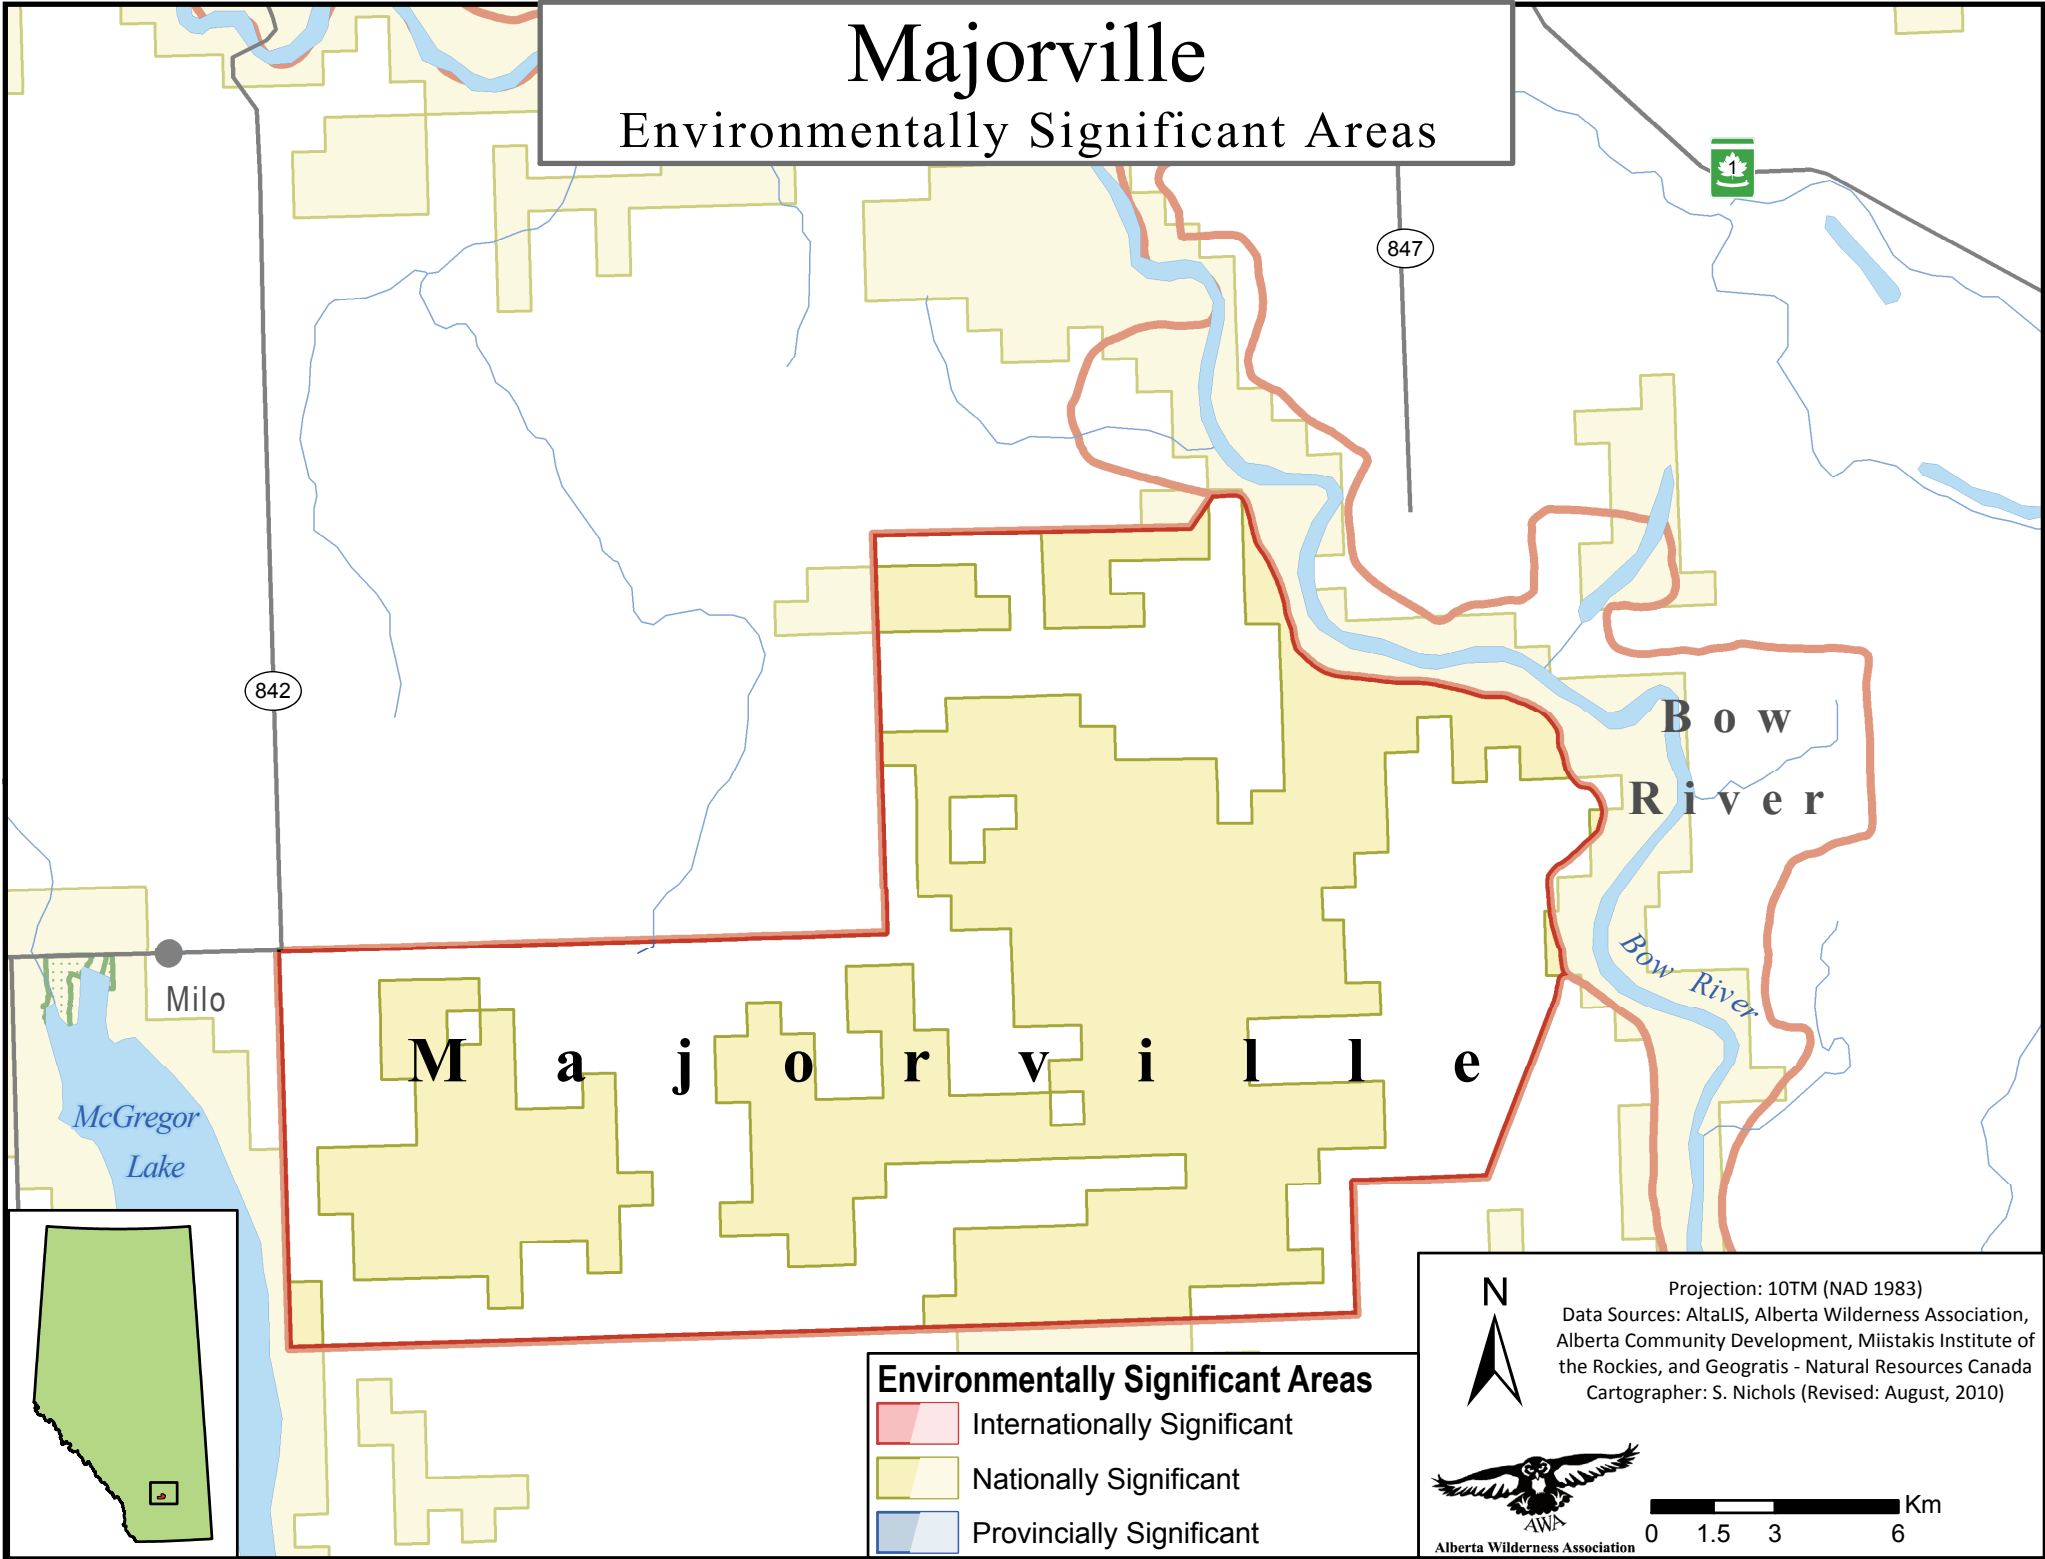 Majorville
Environmentally Significant Areas
1
847
842
Bow
River
Milo
Bow River
Majorville
McGregor
Lake
N
Projection: 10TM (NAD 1983)
Data Sources: AltaLIS, Alberta Wilderness Association,
Alberta Community Development, Miistakis Institute of
the Rockies, and Geogratis - Natural Resources Canada
Cartographer: S. Nichols (Revised: August, 2010)
Environmentally Significant Areas
Internationally Significant
Nationally Significant
Provincially Significant
AWA
Alberta Wilderness Association
Km
0 1.5 3 6